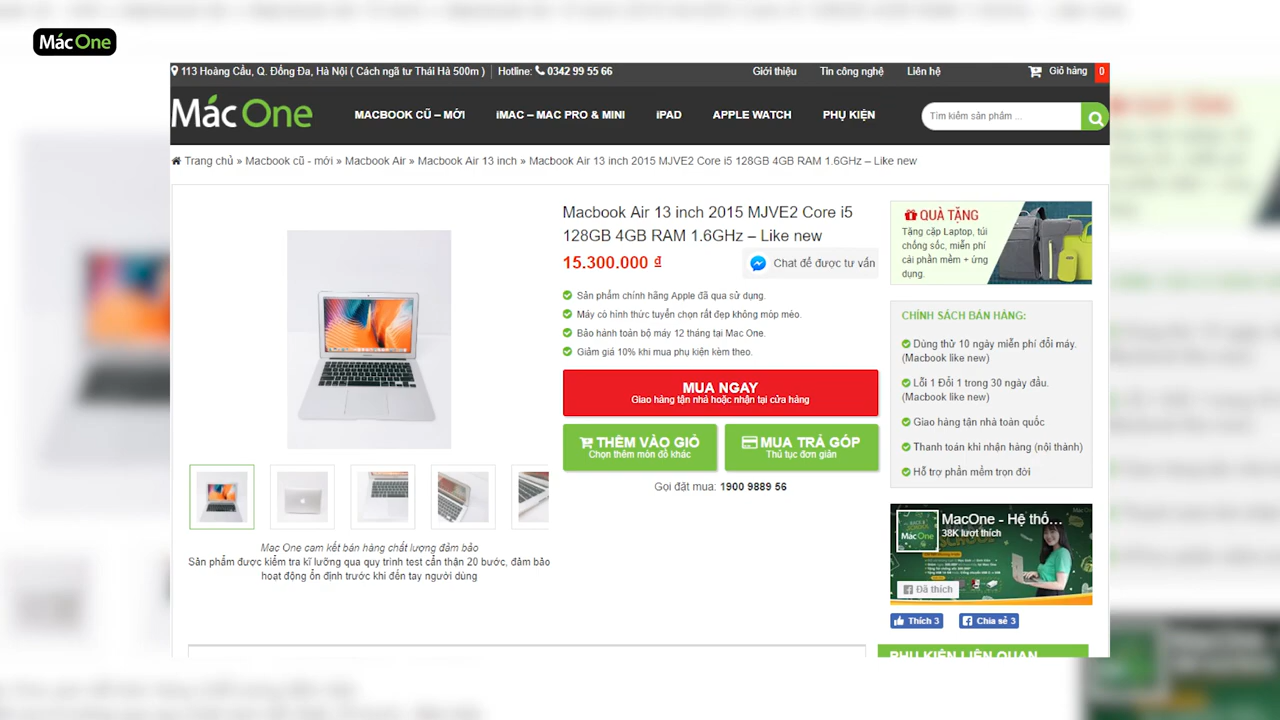 Mác One
113 Hoàng Cầu, Q. Đống Đa, Hà Nội ( Cách ngã tư Thái Hà 500m ) Hotline: 0342 99 55 66
Giới thiệu Tin công nghệ Liên hệ Giỏ hàng 0
Mác One
MACBOOK CŨ – MỚI iMAC – MAC PRO & MINI iPAD APPLE WATCH PHỤ KIỆN
Tìm kiếm sản phẩm ...
Trang chủ » Macbook cũ - mới » Macbook Air » Macbook Air 13 inch » Macbook Air 13 inch 2015 MJVE2 Core i5 128GB 4GB RAM 1.6GHz – Like new
Macbook Air 13 inch 2015 MJVE2 Core i5
128GB 4GB RAM 1.6GHz – Like new
15.300.000 ₫
Chat để được tư vấn
Sản phẩm chính hãng Apple đã qua sử dụng.
Máy có hình thức tuyển chọn rất đẹp không móp méo.
Bảo hành toàn bộ máy 12 tháng tại Mac One.
Giảm giá 10% khi mua phụ kiện kèm theo.
MUA NGAY
Giao hàng tận nhà hoặc nhận tại cửa hàng
THÊM VÀO GIỎ
Chọn thêm món đồ khác
MUA TRẢ GÓP
Thủ tục đơn giản
Gọi đặt mua: 1900 9889 56
Mac One cam kết bán hàng chất lượng đảm bảo
Sản phẩm được kiểm tra kĩ lưỡng qua quy trình test cẩn thận 20 bước, đảm bảo
hoạt động ổn định trước khi đến tay người dùng
QUÀ TẶNG
Tặng cặp Laptop, túi
chống sốc, miễn phí
cài phần mềm + ứng
dụng.
CHÍNH SÁCH BÁN HÀNG:
Dùng thử 10 ngày miễn phí đổi máy.
(Macbook like new)
Lỗi 1 Đổi 1 trong 30 ngày đầu.
(Macbook like new)
Giao hàng tận nhà toàn quốc
Thanh toán khi nhận hàng (nội thành)
Hỗ trợ phần mềm trọn đời
MacOne - Hệ thố...
38K lượt thích
Mác One
Đã thích
Thích 3
Chia sẻ 3
PHỤ KIỆN LIÊN QUAN